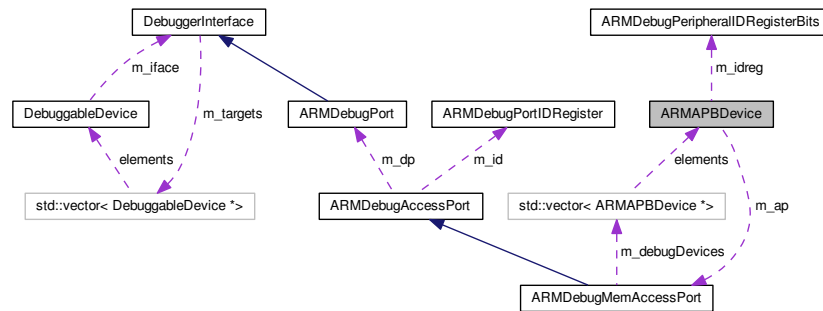 DebuggerInterface
ARMDebugPeripheralIDRegisterBits
m_iface
m_idreg
m_targets
DebuggableDevice
ARMDebugPort
ARMDebugPortIDRegister
ARMAPBDevice
elements
m_dp
m_id
elements
m_ap
std::vector< DebuggableDevice *>
ARMDebugAccessPort
std::vector< ARMAPBDevice *>
m_debugDevices
ARMDebugMemAccessPort